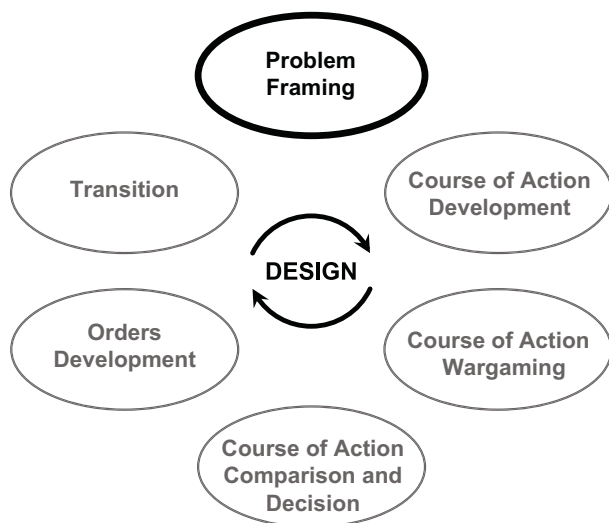 Problem
Framing
Transition
Course of Action
Development
DESIGN
Orders
Development
Course of Action
Wargaming
Course of Action
Comparison and
Decision